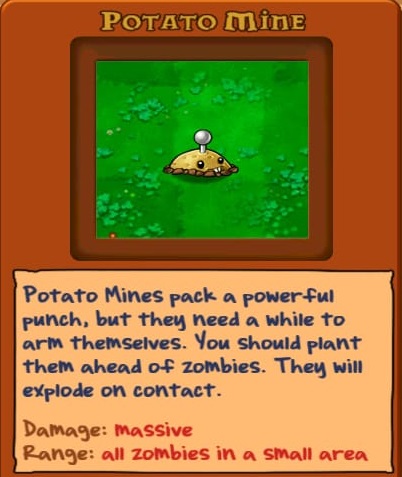 Potato Mine
Potato Mines pack a powerful
punch, but they need a while to
arm themselves. You should plant
them ahead of zombies. They will
explode on contact.
Damage: massive
Range: all zombies in a small area